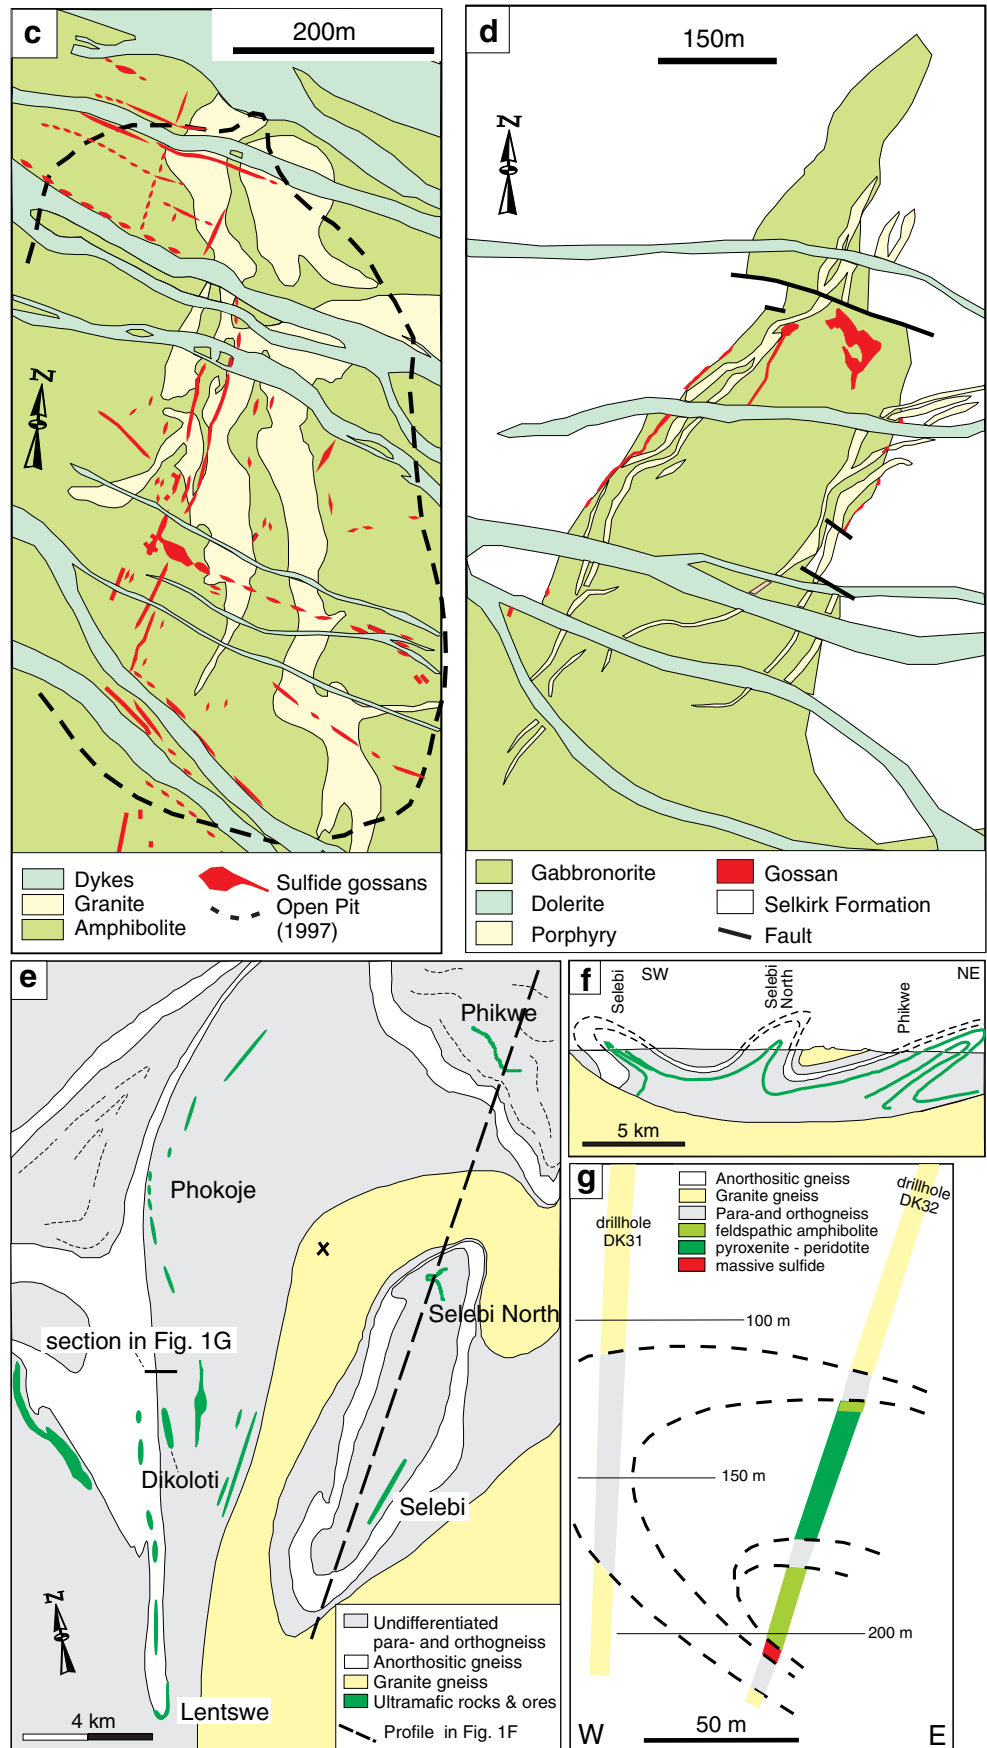 c
200m
N
Dykes
Granite
Amphibolite
Sulfide gossans
Open Pit
(1997)
d
150m
N
Gabbronorite
Dolerite
Porphyry
Gossan
Selkirk Formation
Fault
e
Phikwe
Phokoje
x
Selebi North
section in Fig. 1G
Dikoloti
Selebi
N
Lentswe
4 km
Undifferentiated
para- and orthogneiss
Anorthositic gneiss
Granite gneiss
Ultramafic rocks & ores
Profile in Fig. 1F
f
Selebi
SW
Selebi
North
Phikwe
NE
5 km
g
Anorthositic gneiss
Granite gneiss
Para-and orthogneiss
feldspathic amphibolite
pyroxenite - peridotite
massive sulfide
drillhole
DK31
drillhole
DK32
100 m
150 m
200 m
W
50 m
E